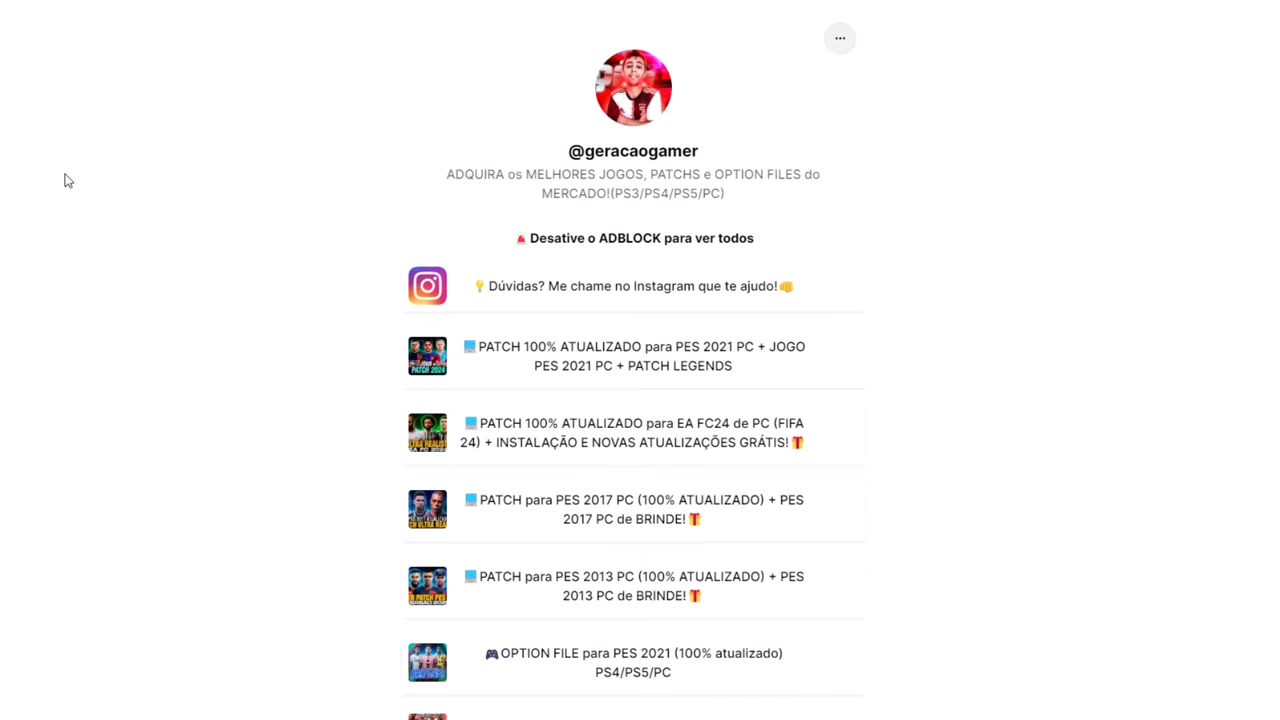 @geracaogamer
ADQUIRA os MELHORES JOGOS, PATCHS e OPTION FILES do
MERCADO!(PS3/PS4/PS5/PC)
🚨 Desative o ADBLOCK para ver todos
💡 Dúvidas? Me chame no Instagram que te ajudo!👊
💻PATCH 100% ATUALIZADO para PES 2021 PC + JOGO
PES 2021 PC + PATCH LEGENDS
💻PATCH 100% ATUALIZADO para EA FC24 de PC (FIFA
24) + INSTALAÇÃO E NOVAS ATUALIZAÇÕES GRÁTIS!🎁
💻PATCH para PES 2017 PC (100% ATUALIZADO) + PES
2017 PC de BRINDE!🎁
💻PATCH para PES 2013 PC (100% ATUALIZADO) + PES
2013 PC de BRINDE!🎁
🎮OPTION FILE para PES 2021 (100% atualizado)
PS4/PS5/PC